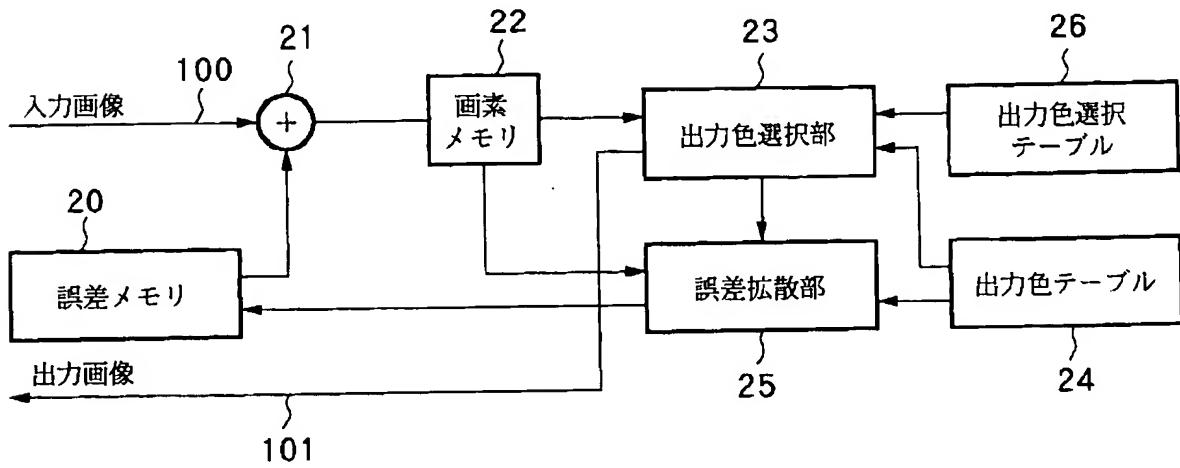 21
22
23
26
100
入力画像
+
画素
メモリ
出力色選択部
出力色選択
テーブル
20
誤差メモリ
誤差拡散部
出力色テーブル
出力画像
25
24
101